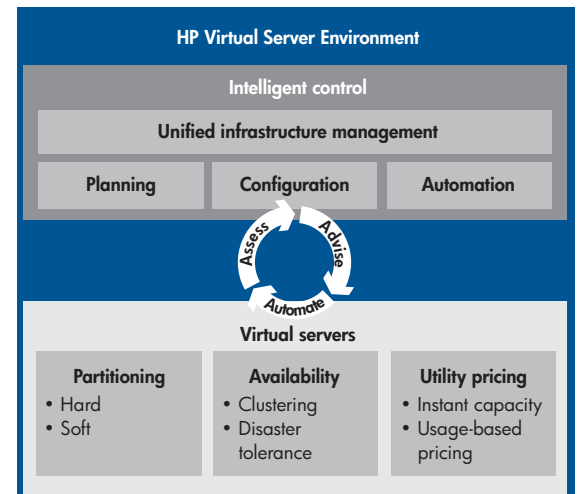 HP Virtual Server Environment
Intelligent control
Unified infrastructure management
Planning
Configuration
Automation
Assess
Advise
Automate
Virtual servers
Partitioning
• Hard
• Soft
Availability
• Clustering
• Disaster
tolerance
Utility pricing
• Instant capacity
• Usage-based
pricing